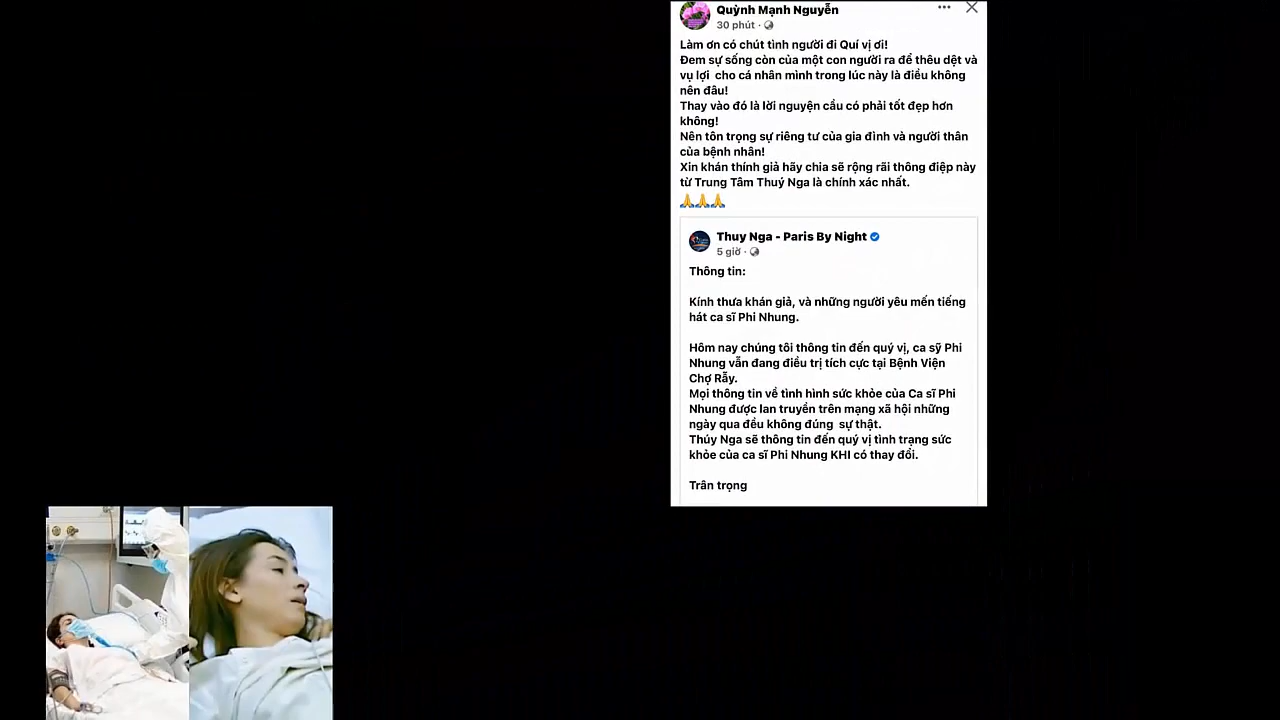 Quỳnh Mạnh Nguyễn
30 phút ·
Làm ơn có chút tình người đi Quí vị ơi!
Đem sự sống còn của một con người ra để thêu dệt và
vụ lợi cho cá nhân mình trong lúc này là điều không
nên đâu!
Thay vào đó là lời nguyện cầu có phải tốt đẹp hơn
không!
Nên tôn trọng sự riêng tư của gia đình và người thân
của bệnh nhân!
Xin khán thính giả hãy chia sẽ rộng rãi thông điệp này
từ Trung Tâm Thuý Nga là chính xác nhất.
🙏🙏🙏
Thuy Nga - Paris By Night
5 giờ ·
Thông tin:
Kính thưa khán giả, và những người yêu mến tiếng
hát ca sĩ Phi Nhung.
Hôm nay chúng tôi thông tin đến quý vị, ca sỹ Phi
Nhung vẫn đang điều trị tích cực tại Bệnh Viện
Chợ Rẫy.
Mọi thông tin về tình hình sức khỏe của Ca sĩ Phi
Nhung được lan truyền trên mạng xã hội những
ngày qua đều không đúng sự thật.
Thúy Nga sẽ thông tin đến quý vị tình trạng sức
khỏe của ca sĩ Phi Nhung KHI có thay đổi.
Trân trọng